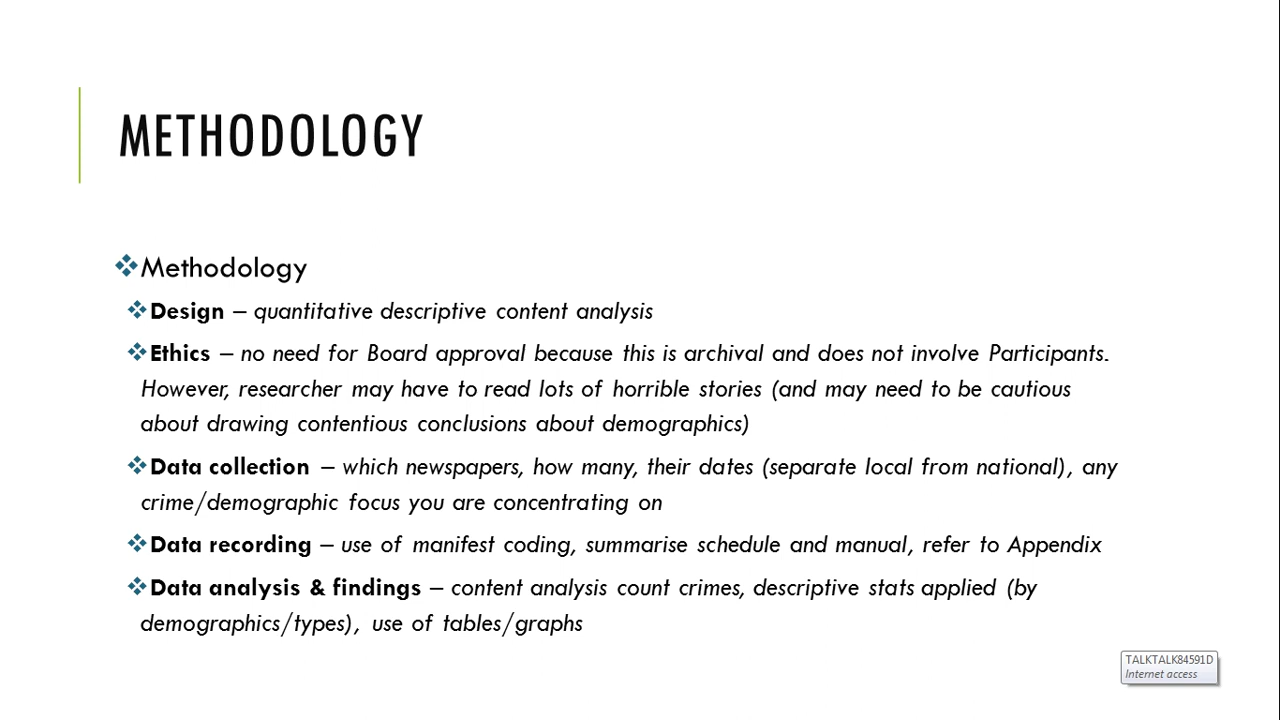 METHODOLOGY
Methodology
Design – quantitative descriptive content analysis
Ethics – no need for Board approval because this is archival and does not involve Participants.
However, researcher may have to read lots of horrible stories (and may need to be cautious
about drawing contentious conclusions about demographics)
Data collection – which newspapers, how many, their dates (separate local from national), any
crime/demographic focus you are concentrating on
Data recording – use of manifest coding, summarise schedule and manual, refer to Appendix
Data analysis & findings – content analysis count crimes, descriptive stats applied (by
demographics/types), use of tables/graphs
TALKTALK84591D
Internet access